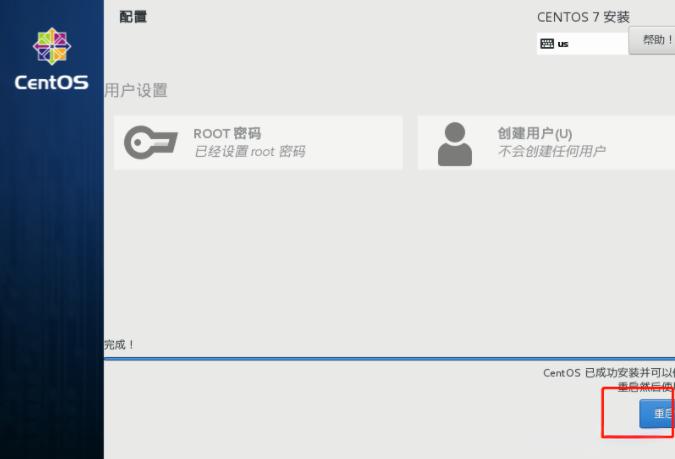 配置
CENTOS 7 安装
us
帮助！
CentOS
用户设置
ROOT 密码
已经设置 root 密码
创建用户(U)
不会创建任何用户
完成！
CentOS 已成功安装并可以
重启然后使
重启